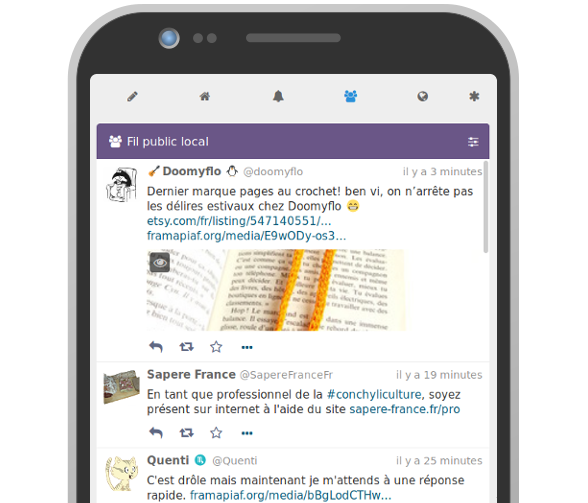 Fil public local
Doomyflo @doomyflo il y a 3 minutes
Dernier marque pages au crochet! ben vi, on n’arrête pas
les délires estivaux chez Doomyflo 😁
etsy.com/fr/listing/547140551/...
framapiaf.org/media/E9wODy-os3...
Sapere France @SapereFranceFr il y a 19 minutes
En tant que professionnel de la #conchyliculture, soyez
présent sur internet à l'aide du site sapere-france.fr/pro
Quenti @Quenti il y a 25 minutes
C'est drôle mais maintenant je m'attends à une réponse
rapide. framapiaf.org/media/bBgLodCTHw...